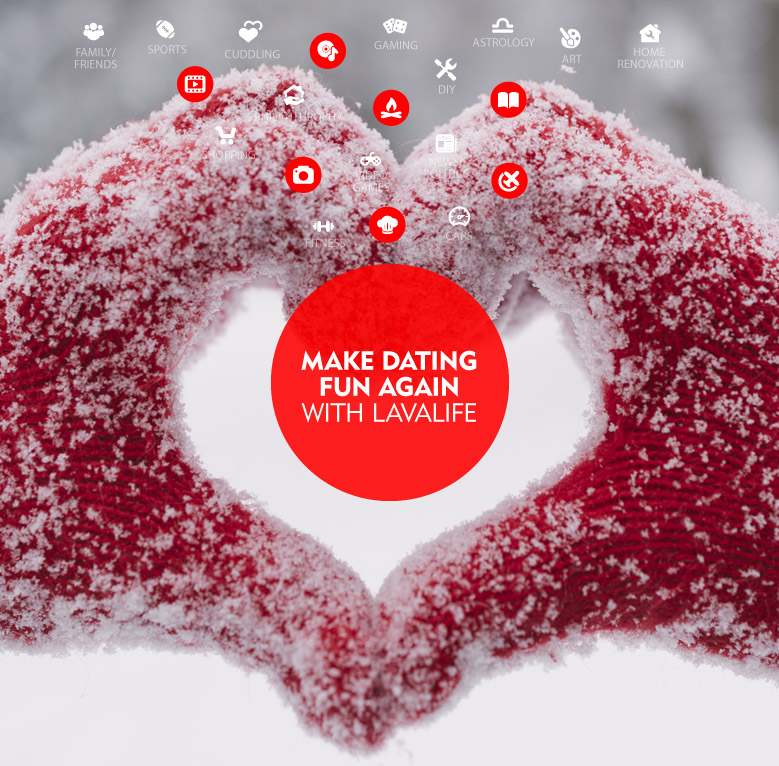 FAMILY/
FRIENDS
SPORTS
CUDDLING
GAMING
ASTROLOGY
ART
HOME
RENOVATION
DIY
SHOPPING
VIDEO
GAMES
POLITICS
FITNESS
CARS
MAKE DATING
FUN AGAIN
WITH LAVALIFE